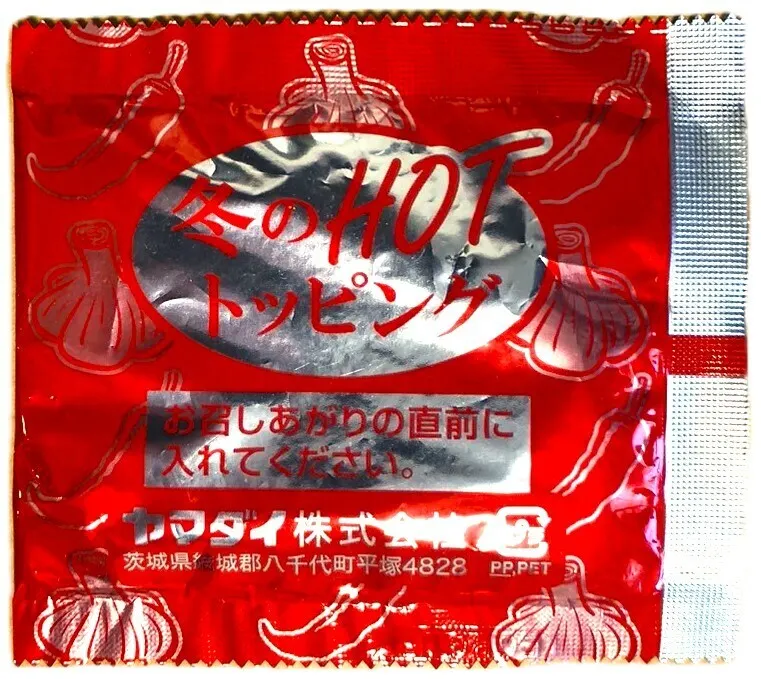 冬のHOT
トッピング
お召しあがりの直前に
入れてください。
ヤマダイ株式会社
茨城県結城郡八千代町平塚4828 PP,PET